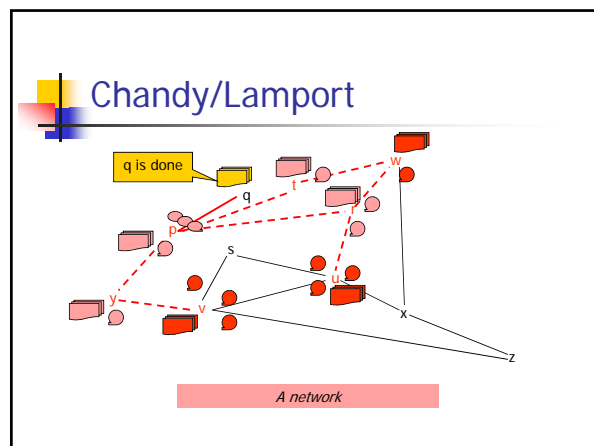 Chandy/Lamport
q is done
w
t
q
r
p
s
u
y
v
x
z
A network